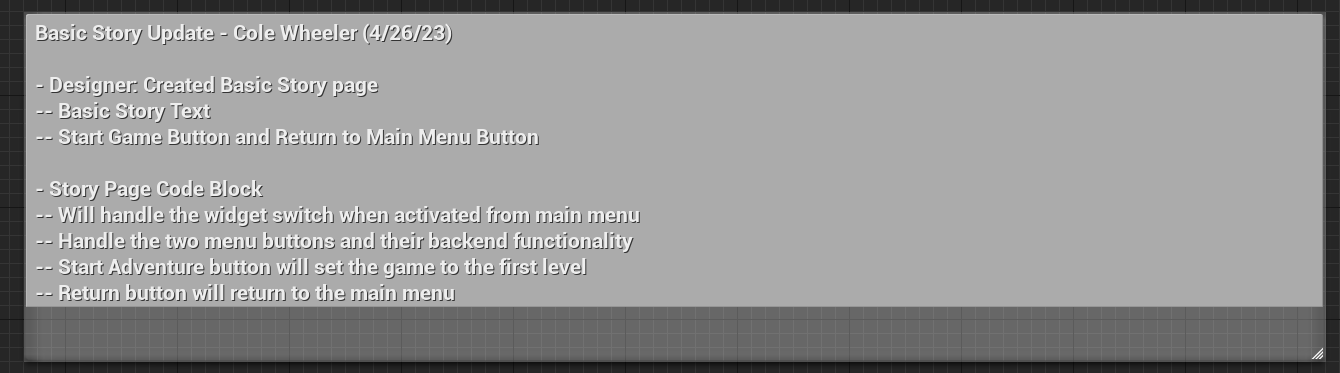 Basic Story Update - Cole Wheeler (4/26/23)
- Designer: Created Basic Story page
-- Basic Story Text
-- Start Game Button and Return to Main Menu Button
- Story Page Code Block
-- Will handle the widget switch when activated from main menu
-- Handle the two menu buttons and their backend functionality
-- Start Adventure button will set the game to the first level
-- Return button will return to the main menu